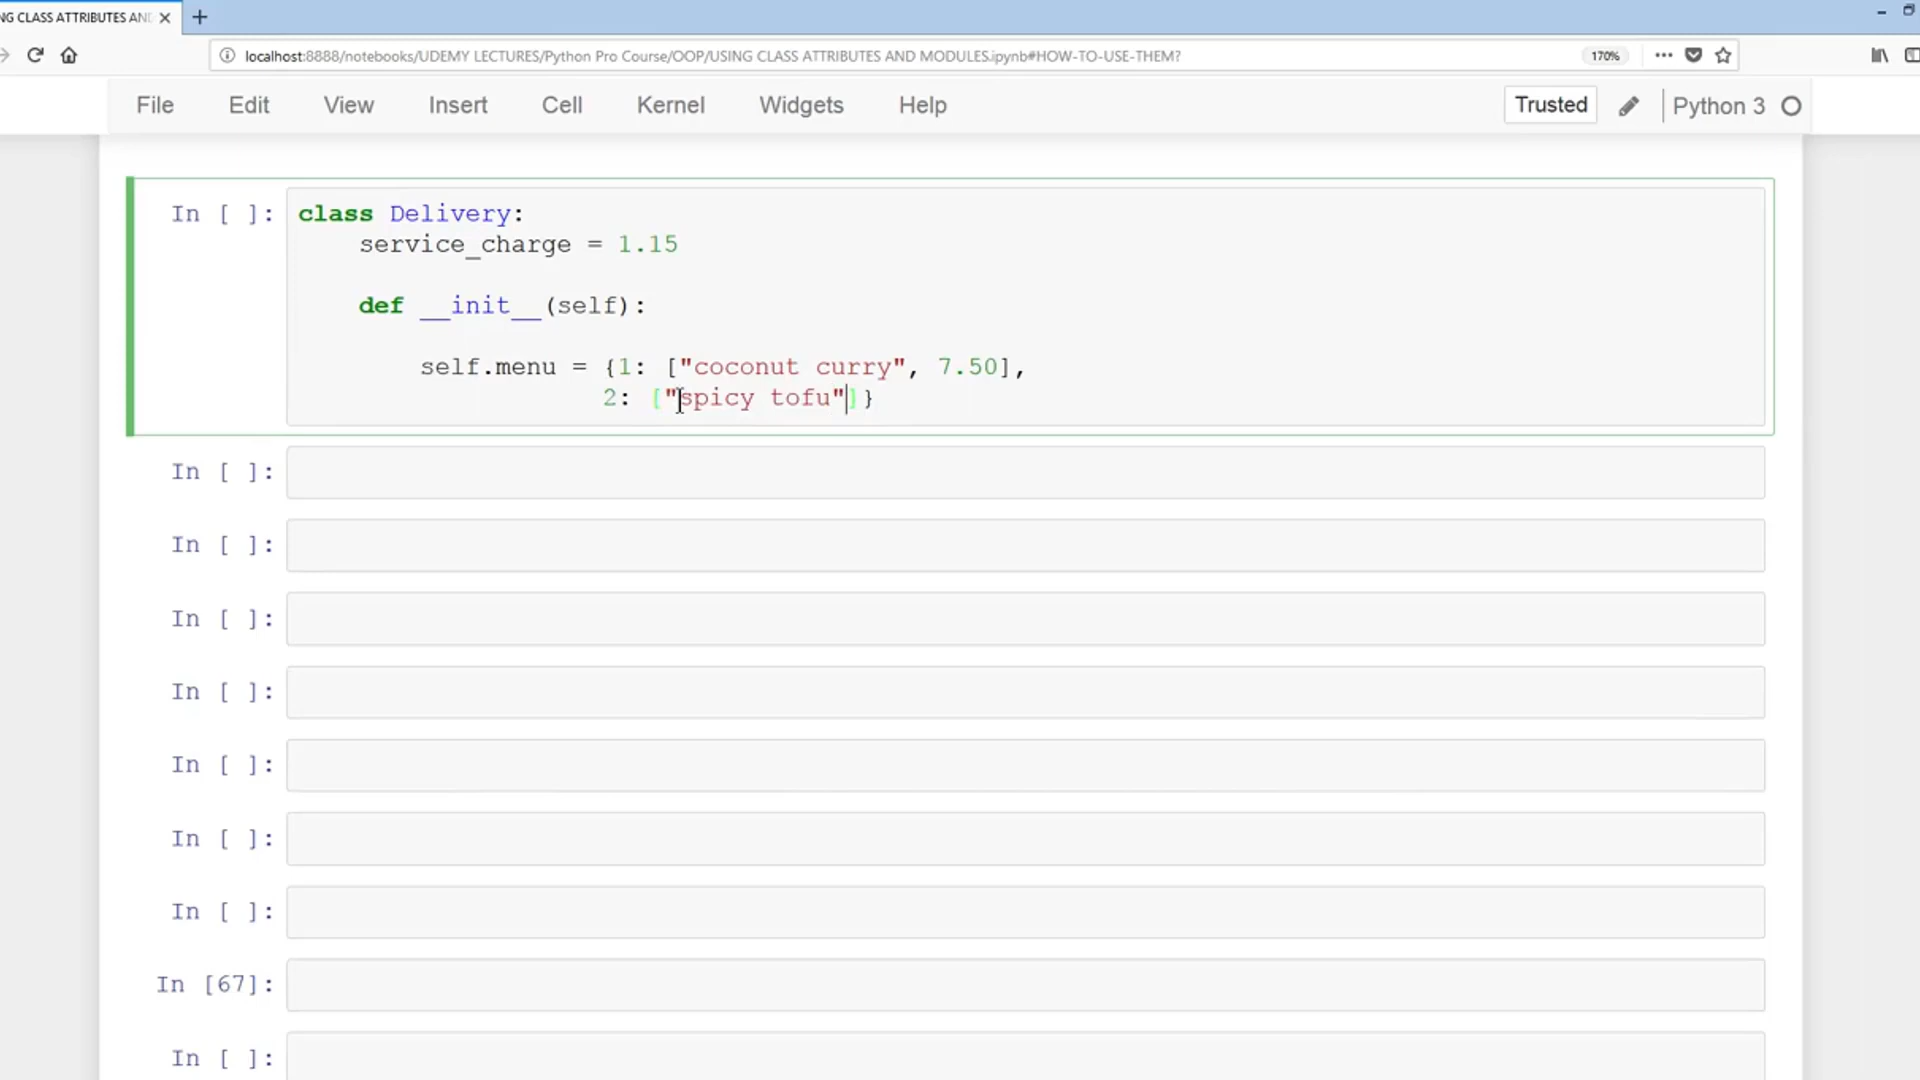 NG CLASS ATTRIBUTES AND
localhost:8888/notebooks/UDEMY LECTURES/Python Pro Course/OOP/USING CLASS ATTRIBUTES AND MODULES.ipynb#HOW-TO-USE-THEM?
170%
File Edit View Insert Cell Kernel Widgets Help
Trusted
Python 3
In [ ]:
class Delivery:
    service_charge = 1.15
    def __init__(self):
        self.menu = {1: ["coconut curry", 7.50],
                    2: ["spicy tofu"]}
In [ ]:
In [ ]:
In [ ]:
In [ ]:
In [ ]:
In [ ]:
In [ ]:
In [67]:
In [ ]: